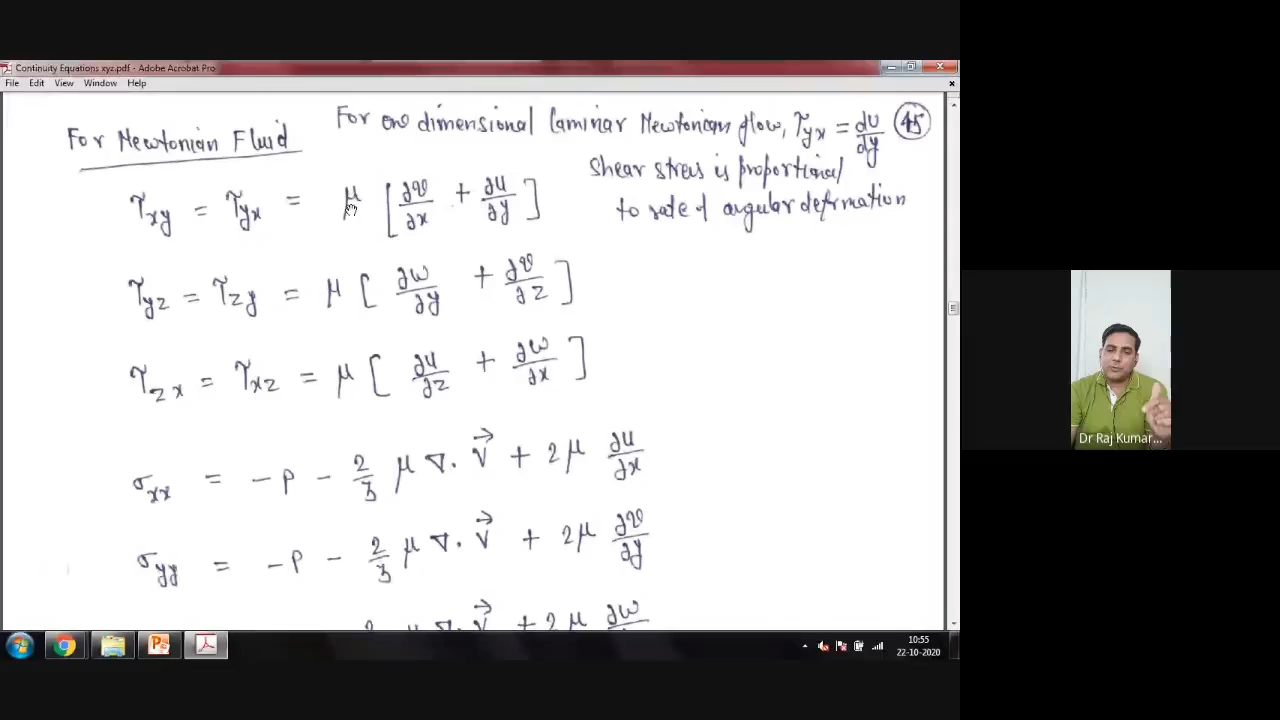 Continuity Equations xyz.pdf - Adobe Acrobat Pro
File Edit View Window Help
For one dimensional laminar Newtonian flow, τyx = du/dy 45
For Newtonian Fluid
shear stress is proportional
to rate of angular deformation
τxy = τyx = μ [∂v/∂x + ∂u/∂y]
τyz = τzy = μ [∂w/∂y + ∂v/∂z]
τzx = τxz = μ [∂u/∂z + ∂w/∂x]
σxx = -p - 2/3 μ ∇. V⃗ + 2μ ∂u/∂x
σyy = -p - 2/3 μ ∇. V⃗ + 2μ ∂v/∂y
2 μ ∇. V⃗ + 2μ ∂w
Dr Raj Kumar...
10:55
22-10-2020